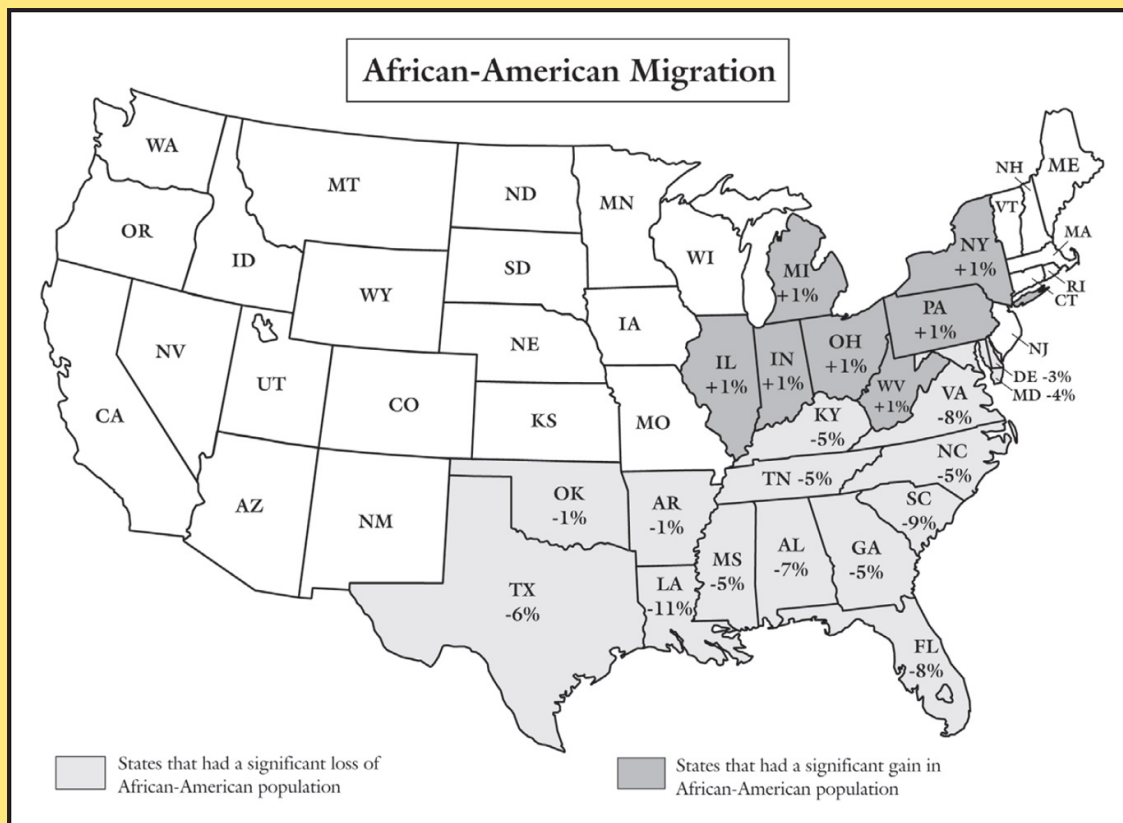 African-American Migration
WA
MT
ND
MN
NH
ME
VT
OR
ID
SD
WI
MI
+1%
NY
+1%
MA
RI
CT
WY
IA
PA
+1%
NV
NE
IL
+1%
IN
+1%
OH
+1%
NJ
UT
CO
WV
+1%
DE -3%
MD -4%
CA
KS
MO
KY
-5%
VA
-8%
NC
-5%
TN -5%
AZ
NM
OK
-1%
AR
-1%
SC
-9%
MS
-5%
AL
-7%
GA
-5%
TX
-6%
LA
-11%
FL
-8%
States that had a significant loss of
African-American population
States that had a significant gain in
African-American population